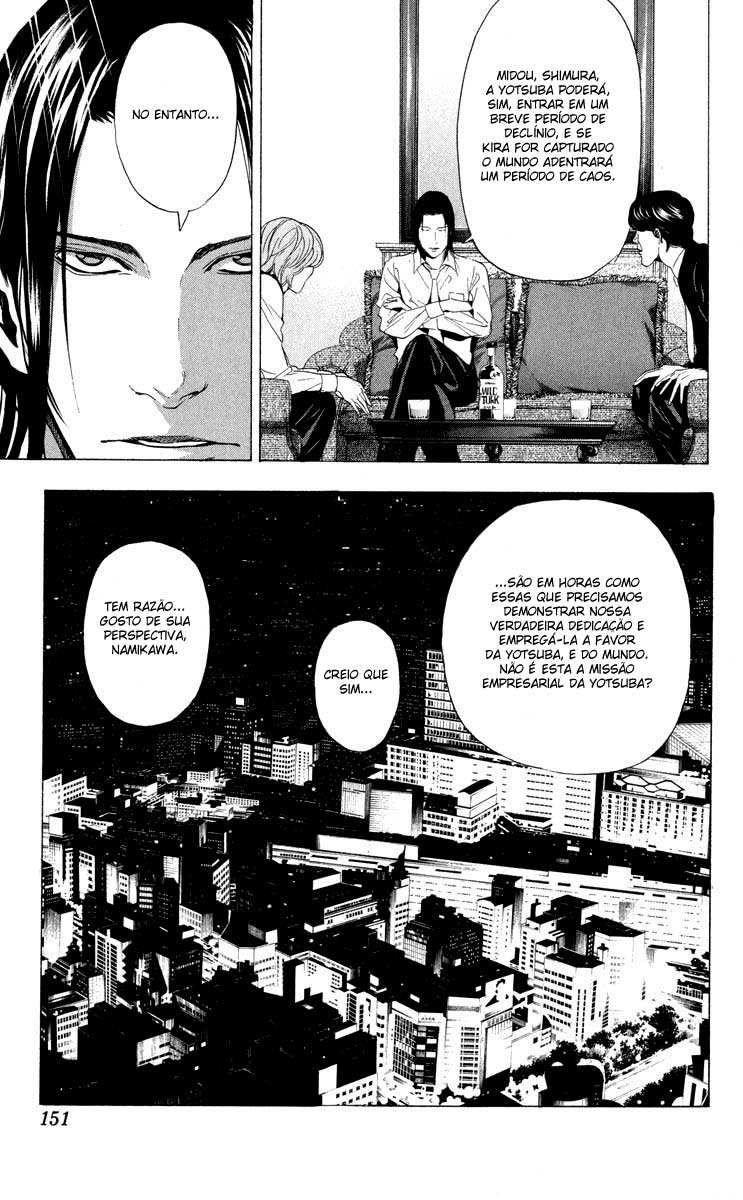 MIDOU, SHIMURA,
A YOTSUBA PODERÁ,
SIM, ENTRAR EM UM
BREVE PERÍODO DE
DECLÍNIO, E SE
KIRA FOR CAPTURADO
O MUNDO ADENTRARÁ
UM PERÍODO DE CAOS.
NO ENTANTO...
WILD
TURK
...SÃO EM HORAS COMO
ESSAS QUE PRECISAMOS
DEMONSTRAR NOSSA
VERDADEIRA DEDICAÇÃO E
EMPREGÁ-LA A FAVOR
DA YOTSUBA, E DO MUNDO.
NÃO É ESTA A MISSÃO
EMPRESARIAL DA YOTSUBA?
CREIO QUE
SIM...
TEM RAZÃO...
GOSTO DE SUA
PERSPECTIVA,
NAMIKAWA.
151